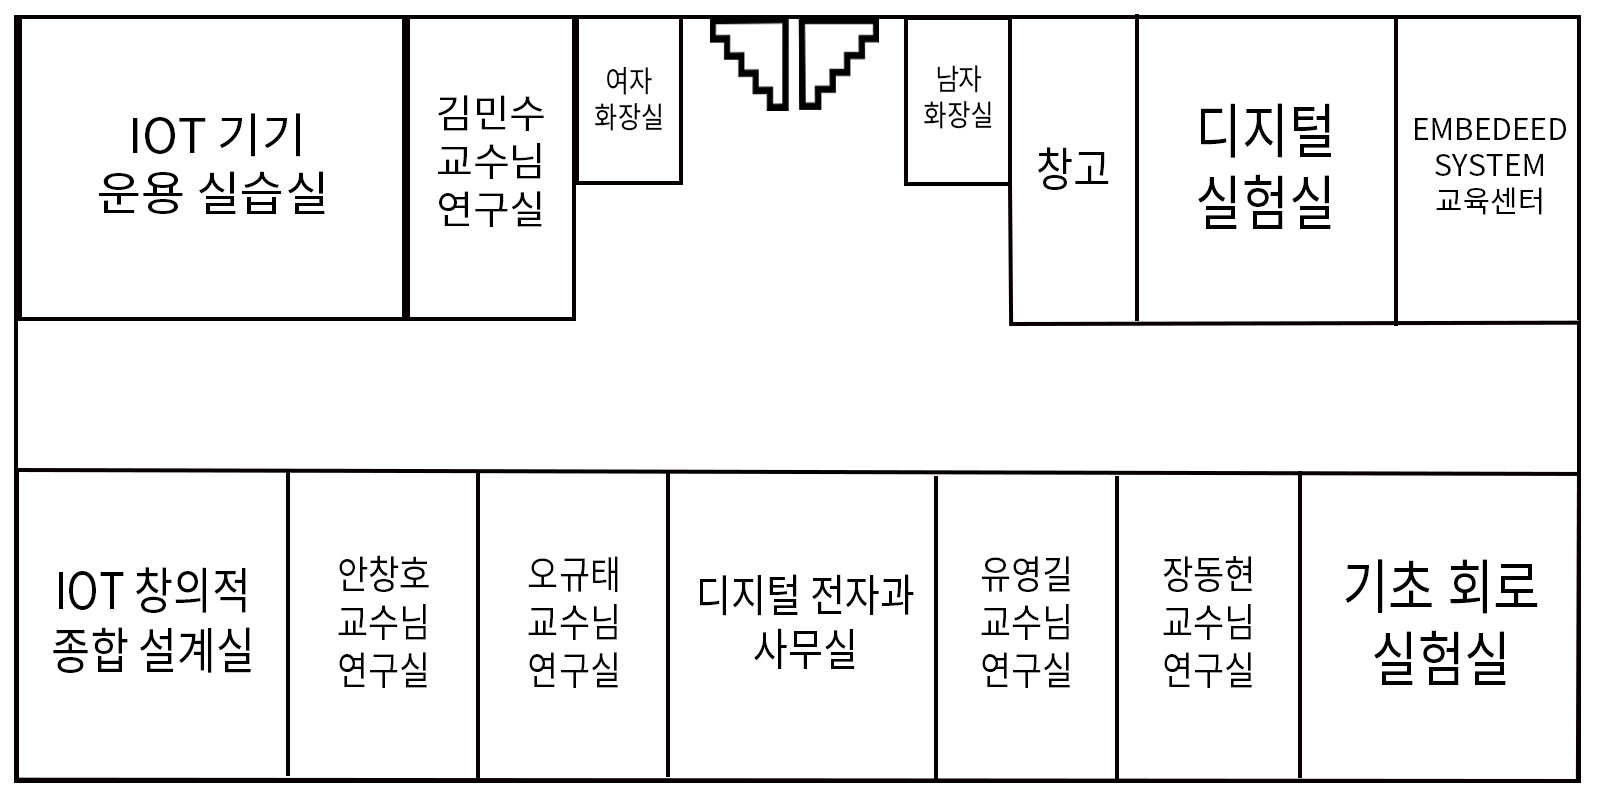 IOT 기기
운용 실습실
김민수
교수님
연구실
여자
화장실
남자
화장실
창고
디지털
실험실
EMBEDEED
SYSTEM
교육센터
IOT 창의적
종합 설계실
안창호
교수님
연구실
오규태
교수님
연구실
디지털 전자과
사무실
유영길
교수님
연구실
장동현
교수님
연구실
기초 회로
실험실